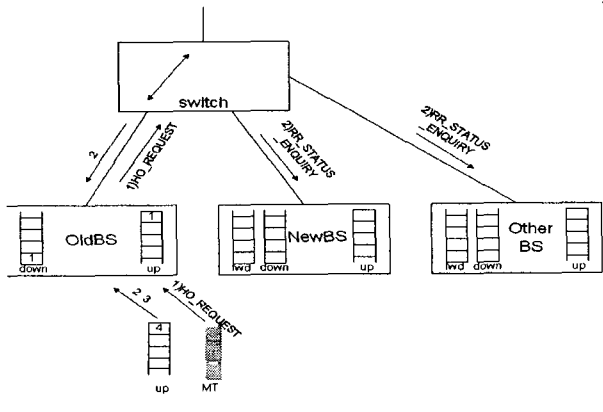 switch
2
1)HO_REQUEST
2)RR_STATUS
_ENQUIRY
2)RR_STATUS
_ENQUIRY
OldBS
1
down
1
up
NewBS
fwd
down
up
Other
BS
fwd
down
up
2 3
1)HO_REQUEST
4
up
MT